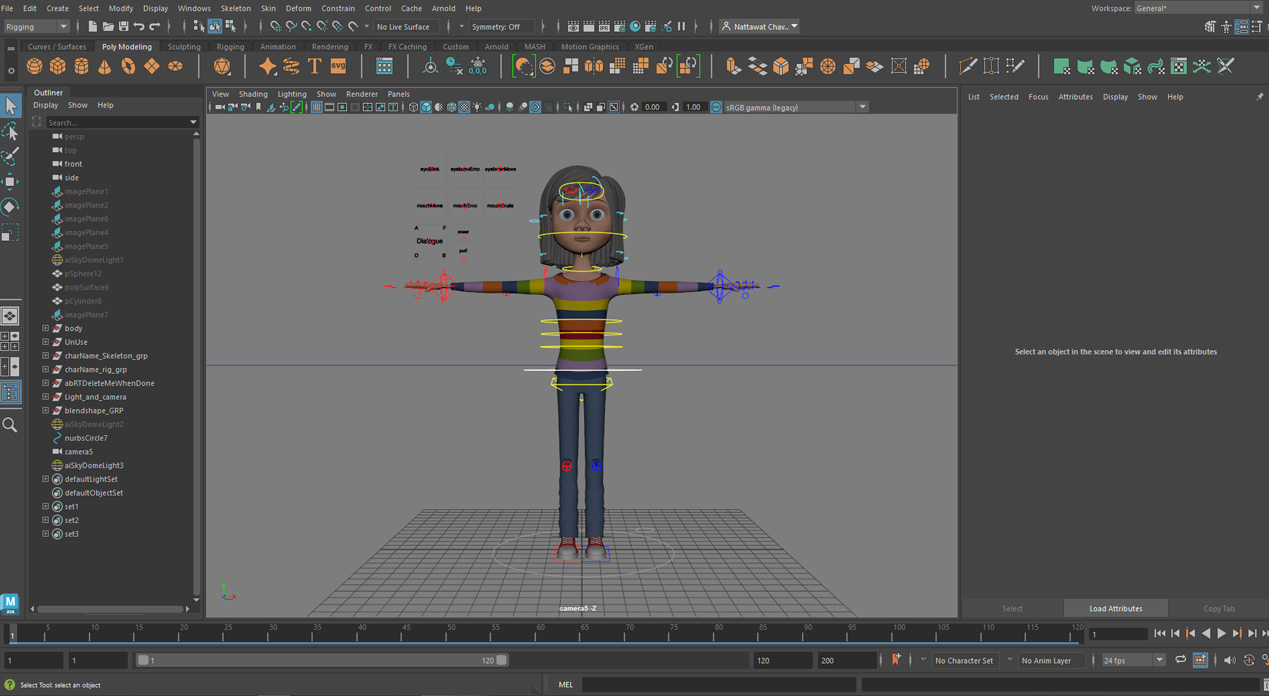 File Edit Create Select Modify Display Windows Skeleton Skin Deform Constrain Control Cache Arnold Help
Workspace: General*
Rigging
No Live Surface
Symmetry: Off
Nattawat Chav...
Curves / Surfaces Poly Modeling Sculpting Rigging Animation Rendering FX FX Caching Custom Arnold MASH Motion Graphics XGen
SVG
0,0,0
Outliner
Display Show Help
Search...
persp
top
front
side
imagePlane1
imagePlane2
imagePlane6
imagePlane4
imagePlane5
aiSkyDomeLight1
pSphere12
polySurface6
pCylinder8
imagePlane7
body
UnUse
charName_Skeleton_grp
charName_rig_grp
abRTDeleteMeWhenDone
Light_and_camera
blendshape_GRP
aiSkyDomeLight2
nurbsCircle7
camera5
aiSkyDomeLight3
defaultLightSet
defaultObjectSet
set1
set2
set3
View Shading Lighting Show Renderer Panels
0.00
1.00
sRGB gamma (legacy)
A F
Dialogue
O B
camera5 -Z
List Selected Focus Attributes Display Show Help
Select an object in the scene to view and edit its attributes
Select
Load Attributes
Copy Tab
M
1
5 10 15 20 25 30 35 40 45 50 55 60 65 70 75 80 85 90 95 100 105 110 115 120
1
1
1
1
120
120
200
No Character Set
No Anim Layer
24 fps
Select Tool: select an object
MEL